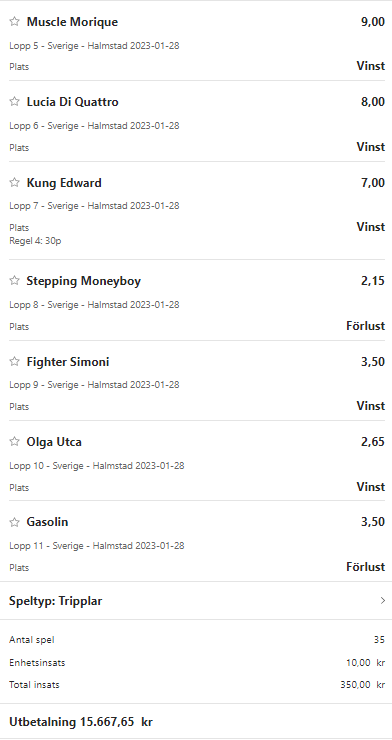 Muscle Morique 9,00
Lopp 5 - Sverige - Halmstad 2023-01-28
Plats Vinst
Lucia Di Quattro 8,00
Lopp 6 - Sverige - Halmstad 2023-01-28
Plats Vinst
Kung Edward 7,00
Lopp 7 - Sverige - Halmstad 2023-01-28
Plats Vinst
Regel 4: 30p
Stepping Moneyboy 2,15
Lopp 8 - Sverige - Halmstad 2023-01-28
Plats Förlust
Fighter Simoni 3,50
Lopp 9 - Sverige - Halmstad 2023-01-28
Plats Vinst
Olga Utca 2,65
Lopp 10 - Sverige - Halmstad 2023-01-28
Plats Vinst
Gasolin 3,50
Lopp 11 - Sverige - Halmstad 2023-01-28
Plats Förlust
Speltyp: Tripplar
Antal spel 35
Enhetsinsats 10,00 kr
Total insats 350,00 kr
Utbetalning 15.667,65 kr